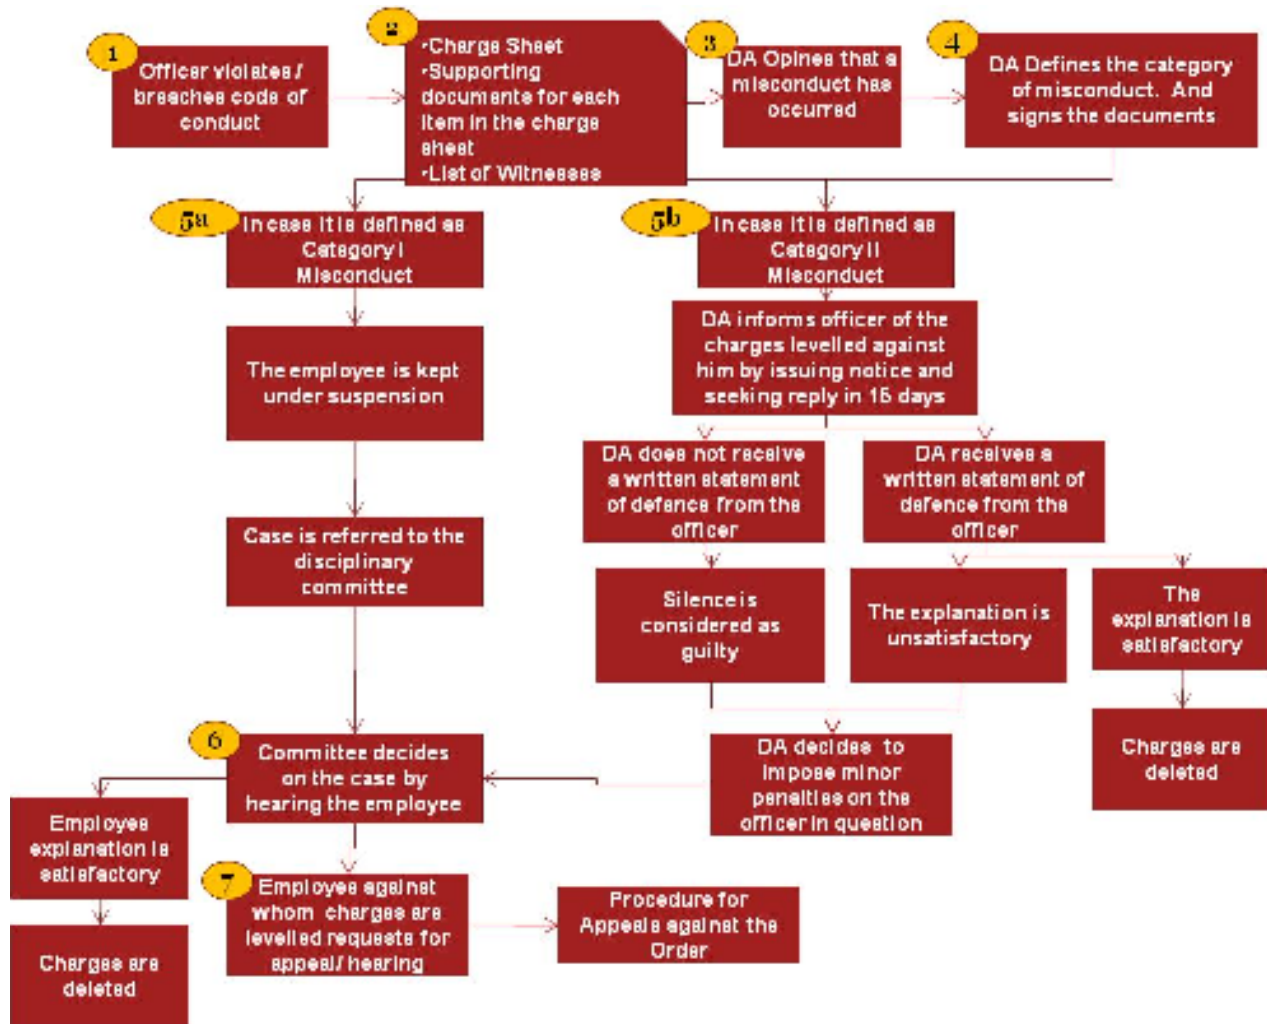 1
Officer violates /
breaches code of
conduct
2
•Charge Sheet
•Supporting
documents for each
item in the charge
sheet
•List of Witnesses
3
DA Opines that a
misconduct has
occurred
4
DA Defines the category
of misconduct. And
signs the documents
5a
In case it is defined as
Category I
Misconduct
5b
In case it is defined as
Category II
Misconduct
The employee is kept
under suspension
DA informs officer of the
charges levelled against
him by issuing notice and
seeking reply in 15 days
DA does not receive
a written statement
of defence from the
officer
DA receives a
written statement of
defence from the
officer
Case is referred to the
disciplinary
committee
Silence is
considered as
guilty
The explanation is
unsatisfactory
The
explanation is
satisfactory
6
Committee decides
on the case by
hearing the employee
DA decides to
impose minor
penalties on the
officer in question
Charges are
deleted
Employee
explanation is
satisfactory
7
Employee against
whom charges are
levelled requests for
appeal/ hearing
Procedure for
Appeals against the
Order
Charges are
deleted